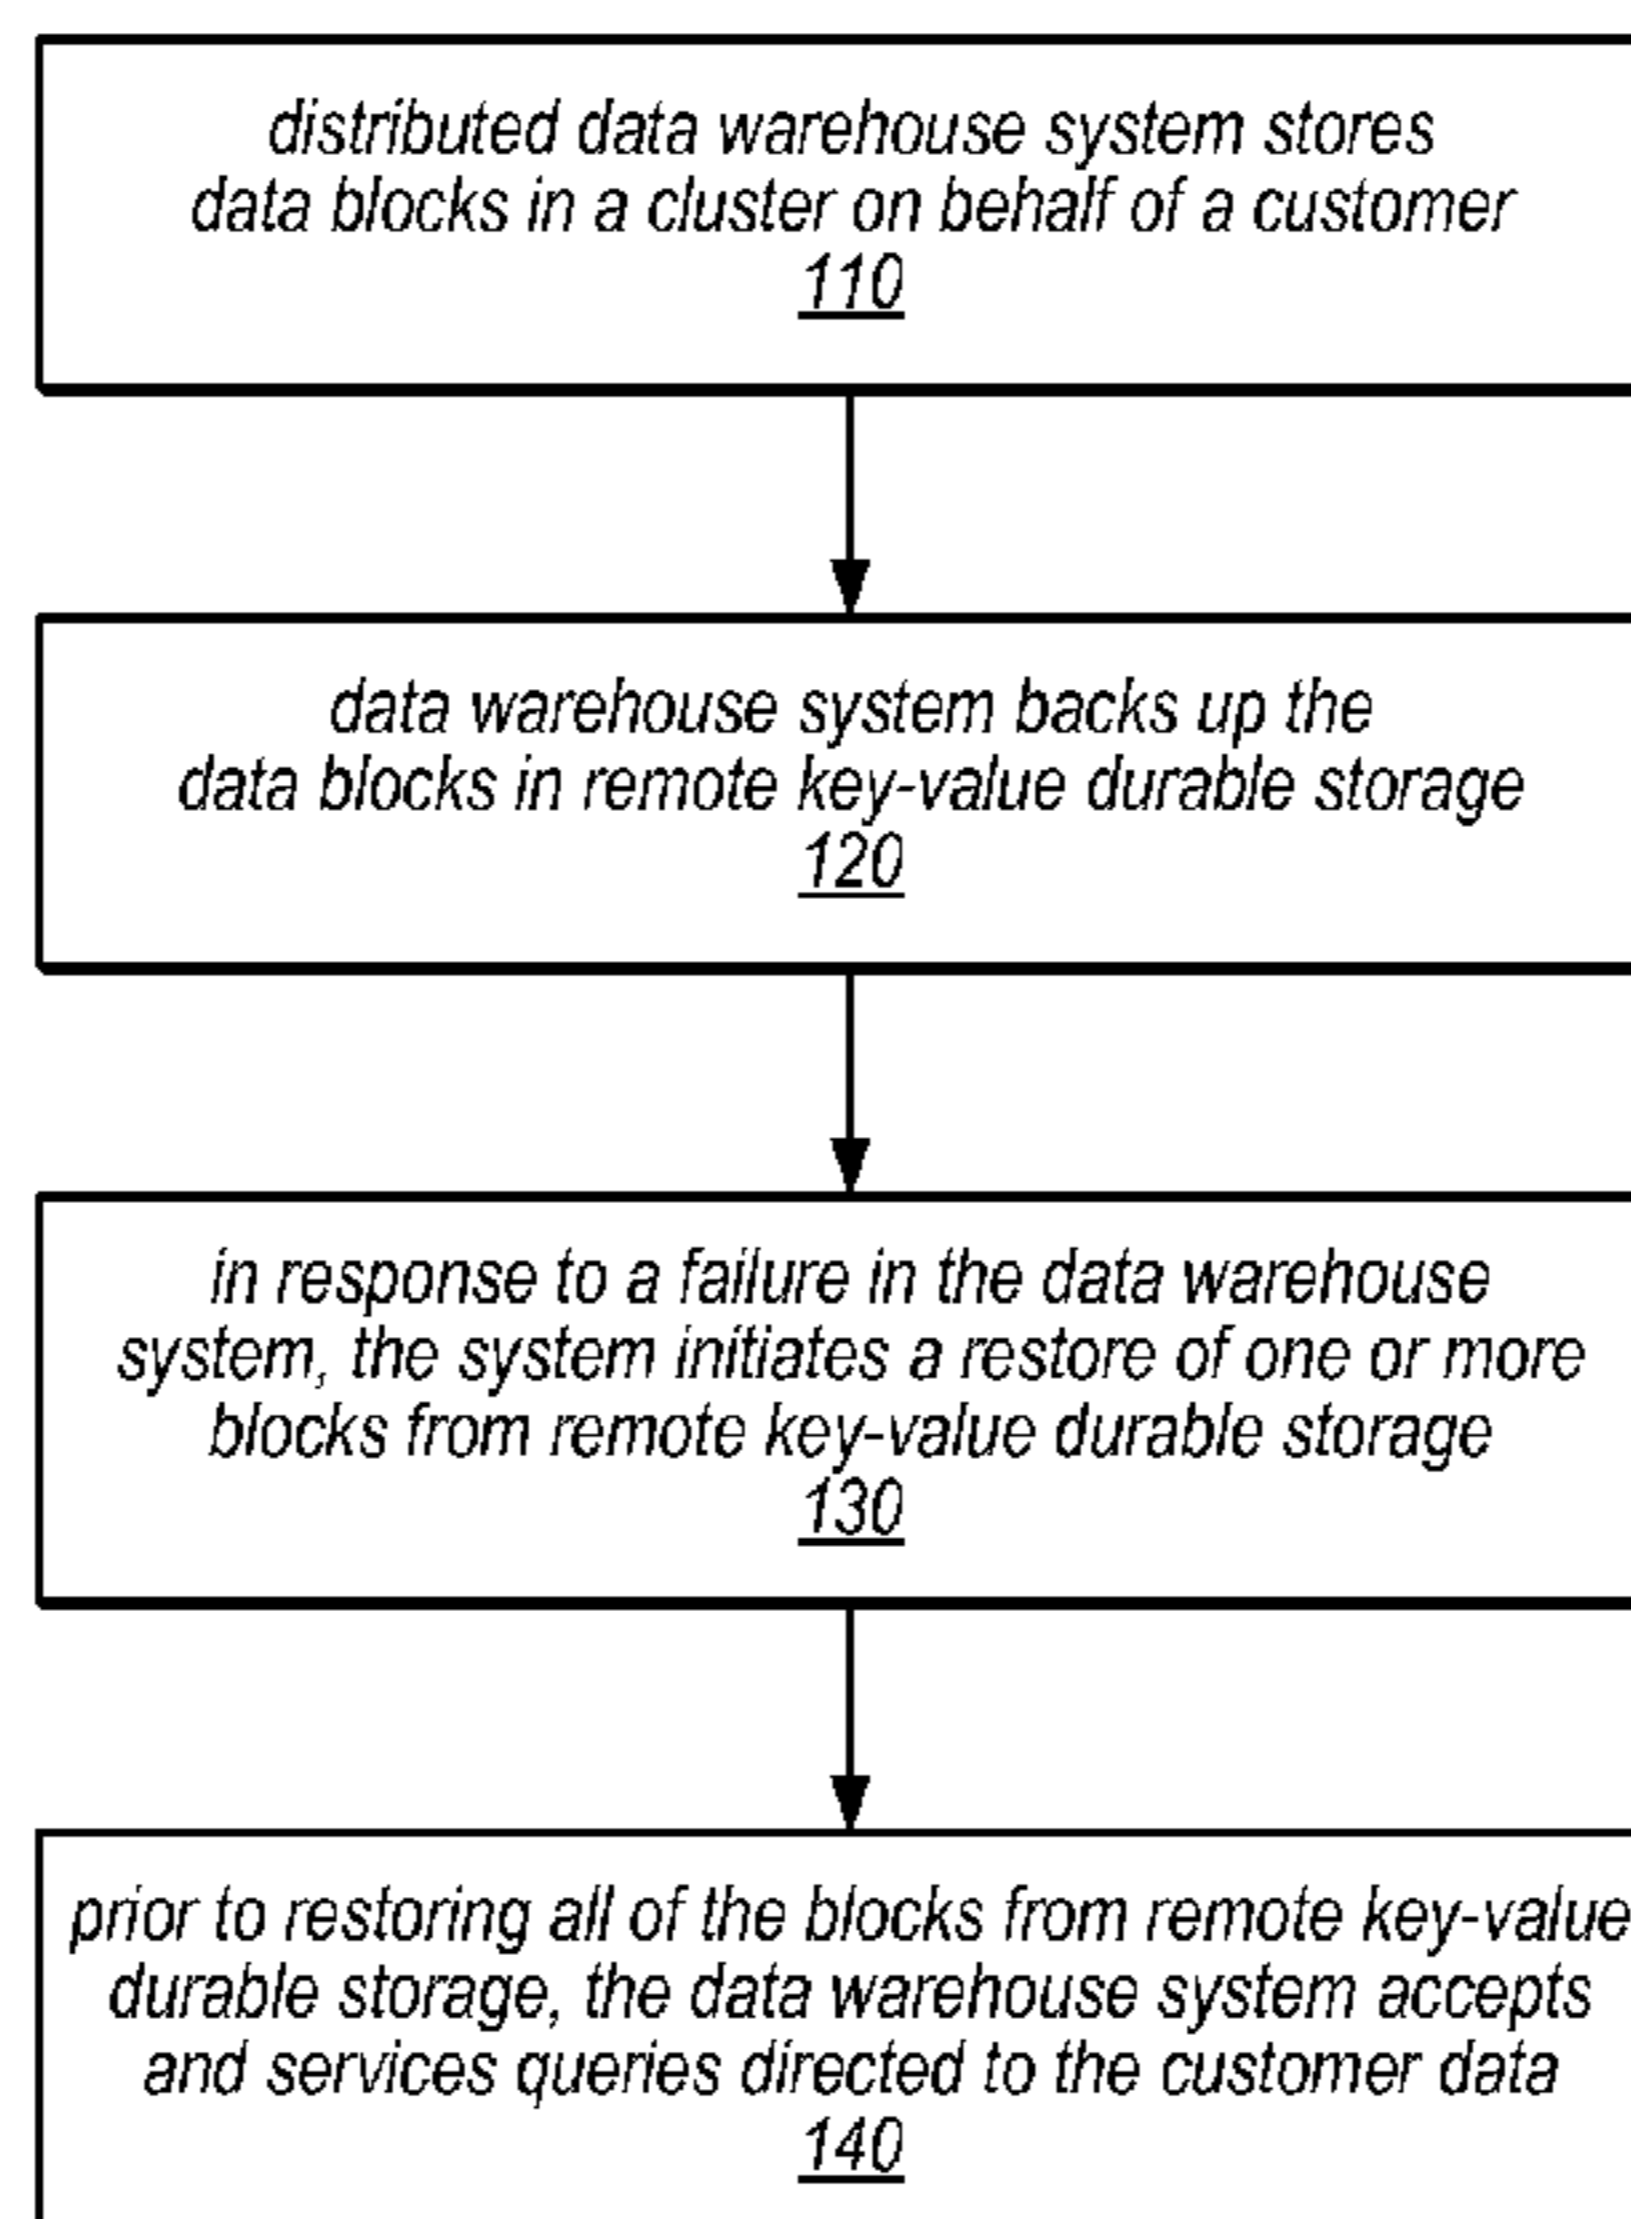 distributed data warehouse system stores
data blocks in a cluster on behalf of a customer
110
data warehouse system backs up the
data blocks in remote key-value durable storage
120
in response to a failure in the data warehouse
system, the system initiates a restore of one or more
blocks from remote key-value durable storage
130
prior to restoring all of the blocks from remote key-value
durable storage, the data warehouse system accepts
and services queries directed to the customer data
140